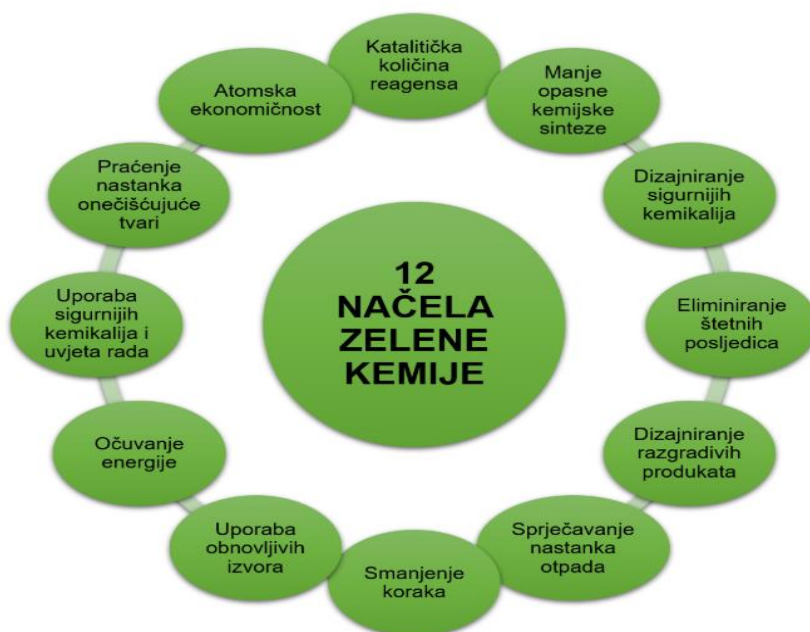 Katalitička
količina
reagensa
Manje
opasne
kemijske
sinteze
Dizajniranje
sigurnijih
kemikalija
Eliminiranje
štetnih
posljedica
Dizajniranje
razgradivih
produkata
Sprječavanje
nastanka
otpada
Smanjenje
koraka
Uporaba
obnovljivih
izvora
Očuvanje
energije
Uporaba
sigurnijih
kemikalija i
uvjeta rada
Praćenje
nastanka
onečišćujuće
tvari
Atomska
ekonomičnost
12
NAČELA
ZELENE
KEMIJE